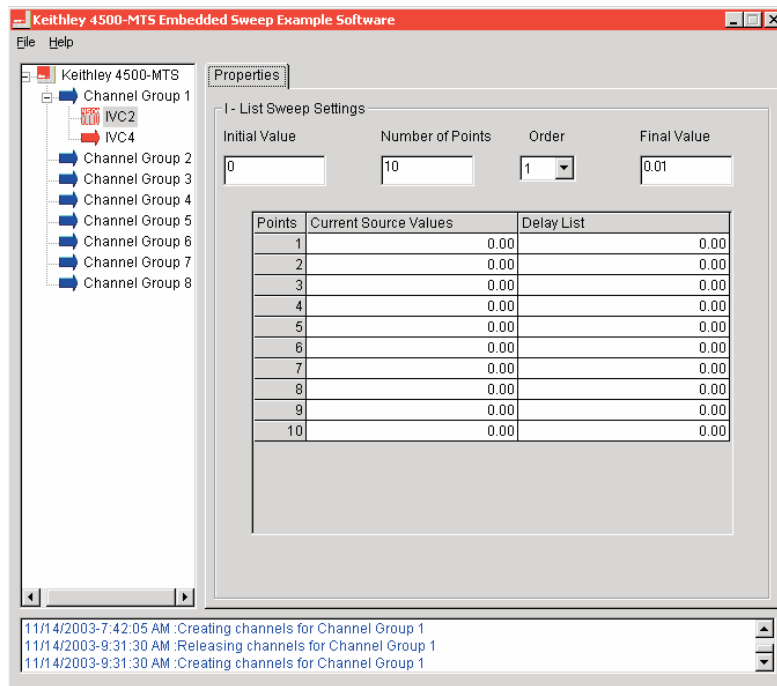 Keithley 4500-MTS Embedded Sweep Example Software
File Help
Keithley 4500-MTS
Channel Group 1
IVC2
IVC4
Channel Group 2
Channel Group 3
Channel Group 4
Channel Group 5
Channel Group 6
Channel Group 7
Channel Group 8
Properties
I - List Sweep Settings
Initial Value Number of Points Order Final Value
0 10 1 0.01
Points Current Source Values Delay List
1 0.00 0.00
2 0.00 0.00
3 0.00 0.00
4 0.00 0.00
5 0.00 0.00
6 0.00 0.00
7 0.00 0.00
8 0.00 0.00
9 0.00 0.00
10 0.00 0.00
11/14/2003-7:42:05 AM :Creating channels for Channel Group 1
11/14/2003-9:31:30 AM :Releasing channels for Channel Group 1
11/14/2003-9:31:30 AM :Creating channels for Channel Group 1